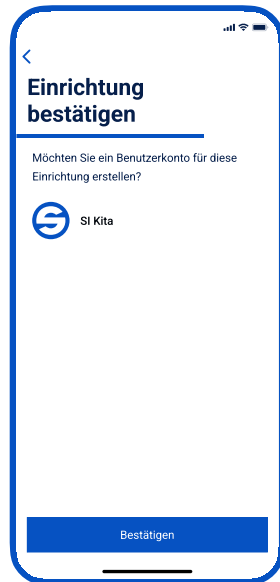 Einrichtung
bestätigen
Möchten Sie ein Benutzerkonto für diese
Einrichtung erstellen?
SI Kita
Bestätigen